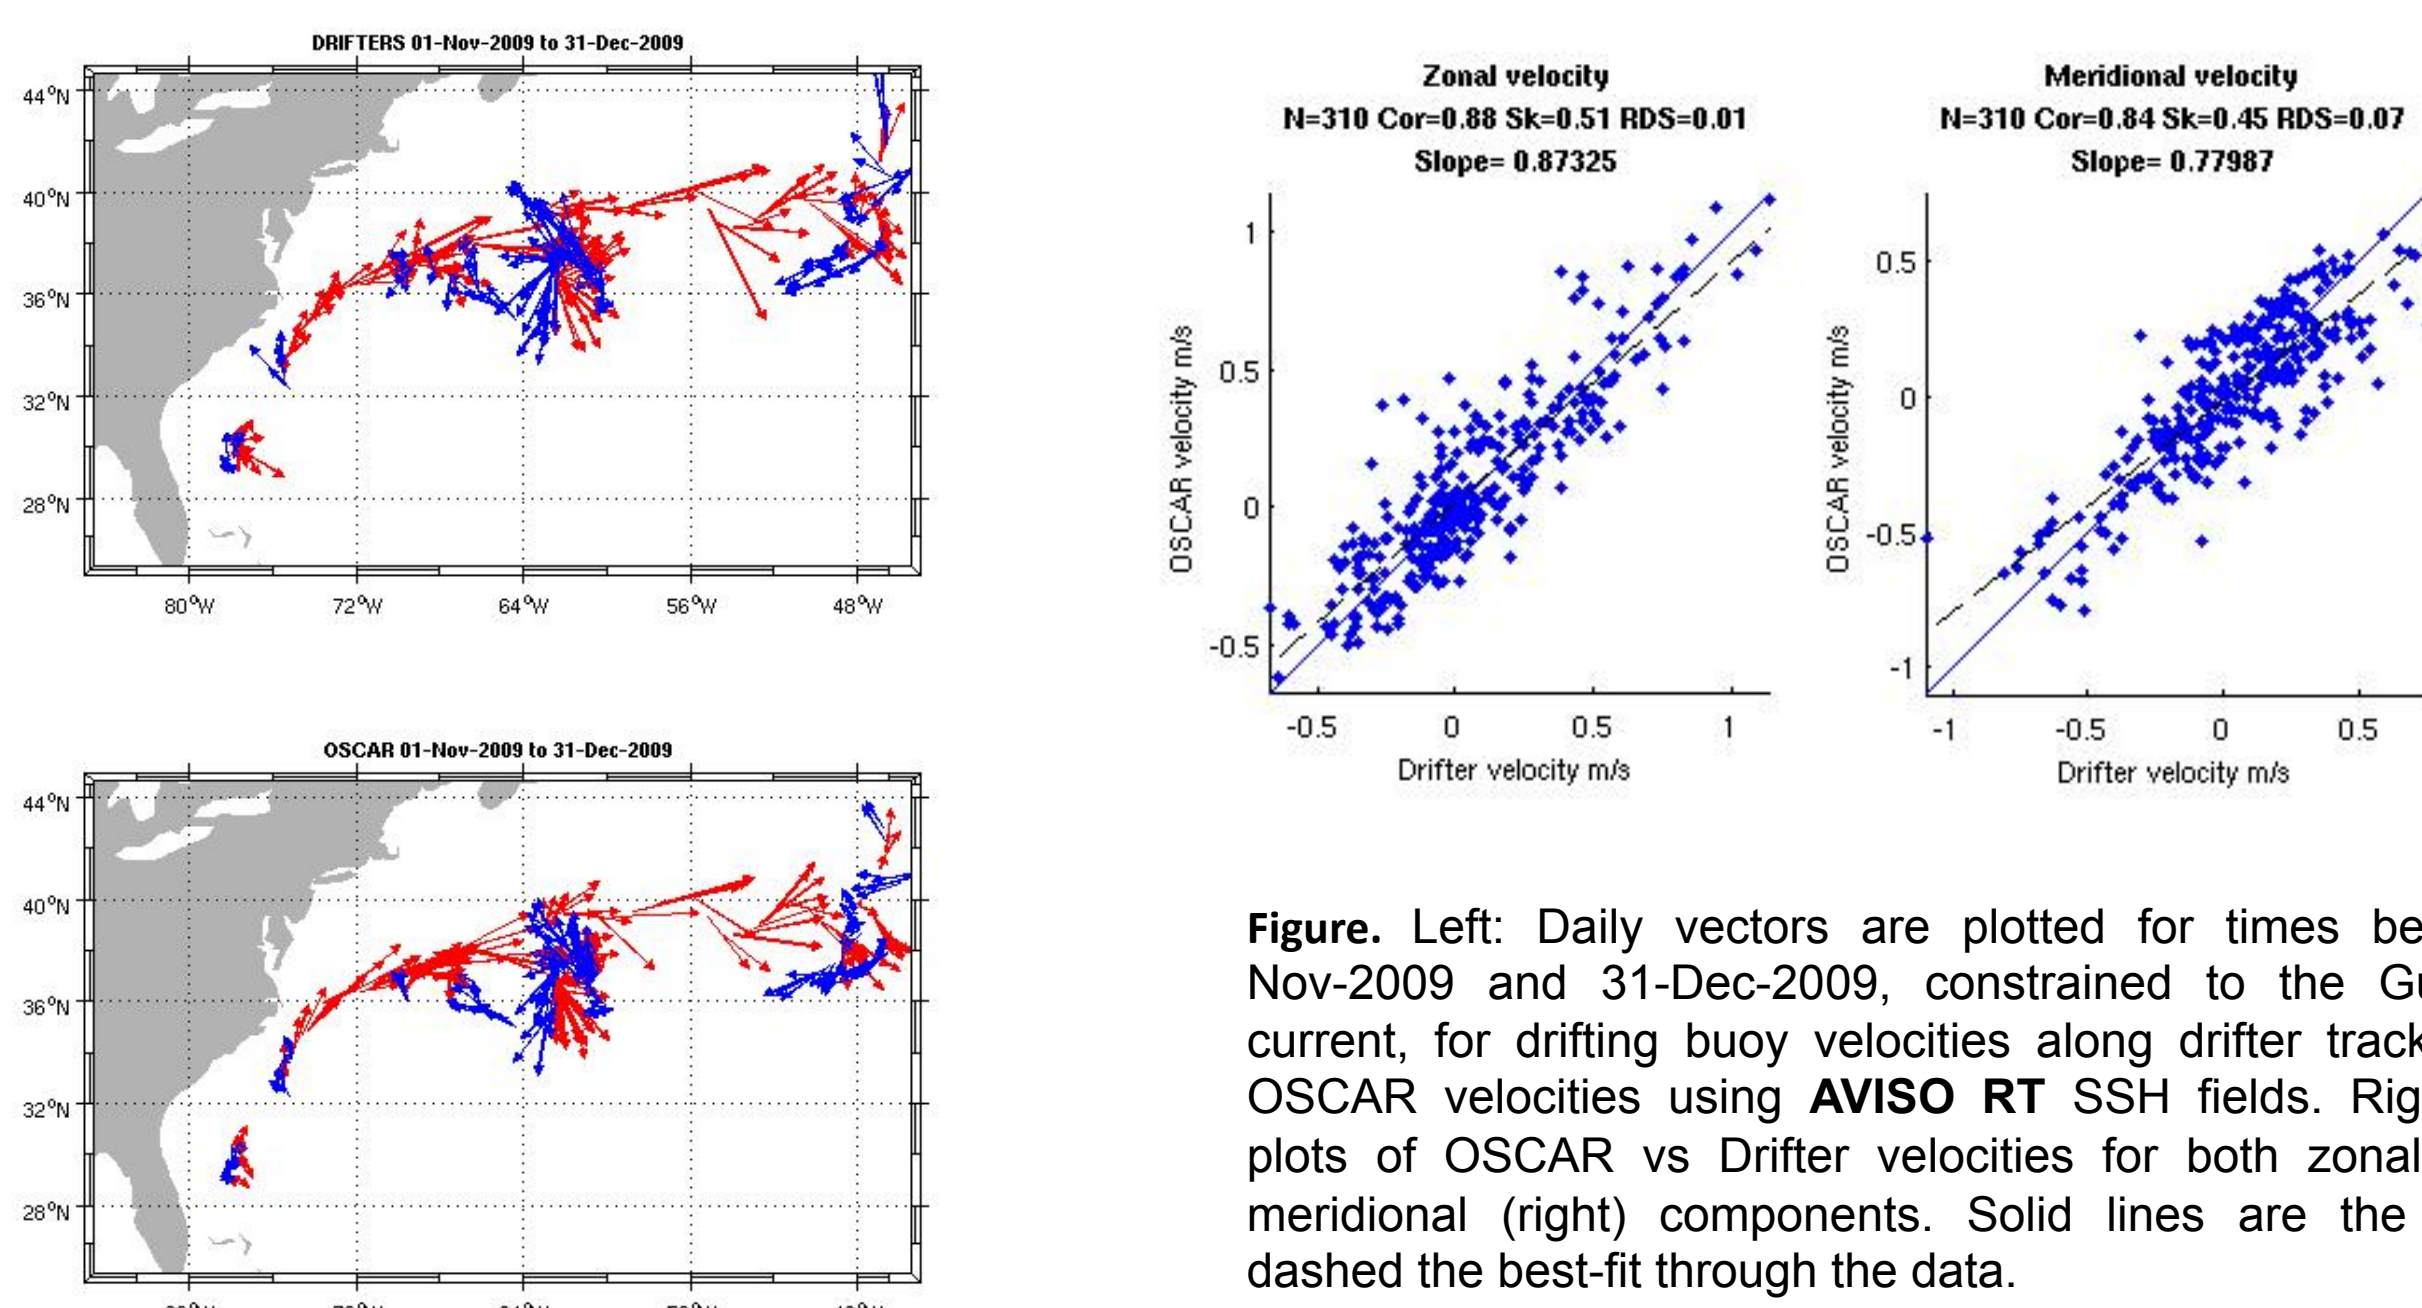 DRIFTERS 01-Nov-2009 to 31-Dec-2009
44°N
40°N
36°N
32°N
28°N
80°W
72°W
64°W
56°W
48°W
OSCAR 01-Nov-2009 to 31-Dec-2009
44°N
40°N
36°N
32°N
28°N
Zonal velocity
N=310 Cor=0.88 Sk=0.51 RDS=0.01
Slope= 0.87325
OSCAR velocity m/s
1
0.5
0
-0.5
-0.5
0
0.5
1
Drifter velocity m/s
Meridional velocity
N=310 Cor=0.84 Sk=0.45 RDS=0.07
Slope= 0.77987
OSCAR velocity m/s
0.5
0
-0.5
-1
-1
-0.5
0
0.5
Drifter velocity m/s
Figure. Left: Daily vectors are plotted for times be
Nov-2009 and 31-Dec-2009, constrained to the Gu
current, for drifting buoy velocities along drifter track
OSCAR velocities using AVISO RT SSH fields. Rig
plots of OSCAR vs Drifter velocities for both zonal
meridional (right) components. Solid lines are the
dashed the best-fit through the data.